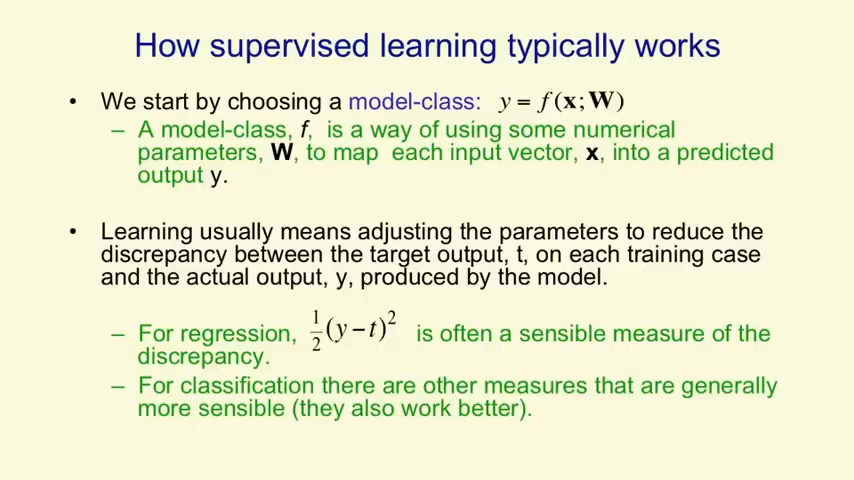 How supervised learning typically works
• We start by choosing a model-class: y = f(x;W)
– A model-class, f, is a way of using some numerical
parameters, W, to map each input vector, x, into a predicted
output y.
• Learning usually means adjusting the parameters to reduce the
discrepancy between the target output, t, on each training case
and the actual output, y, produced by the model.
– For regression, 1/2 (y − t)² is often a sensible measure of the
discrepancy.
– For classification there are other measures that are generally
more sensible (they also work better).